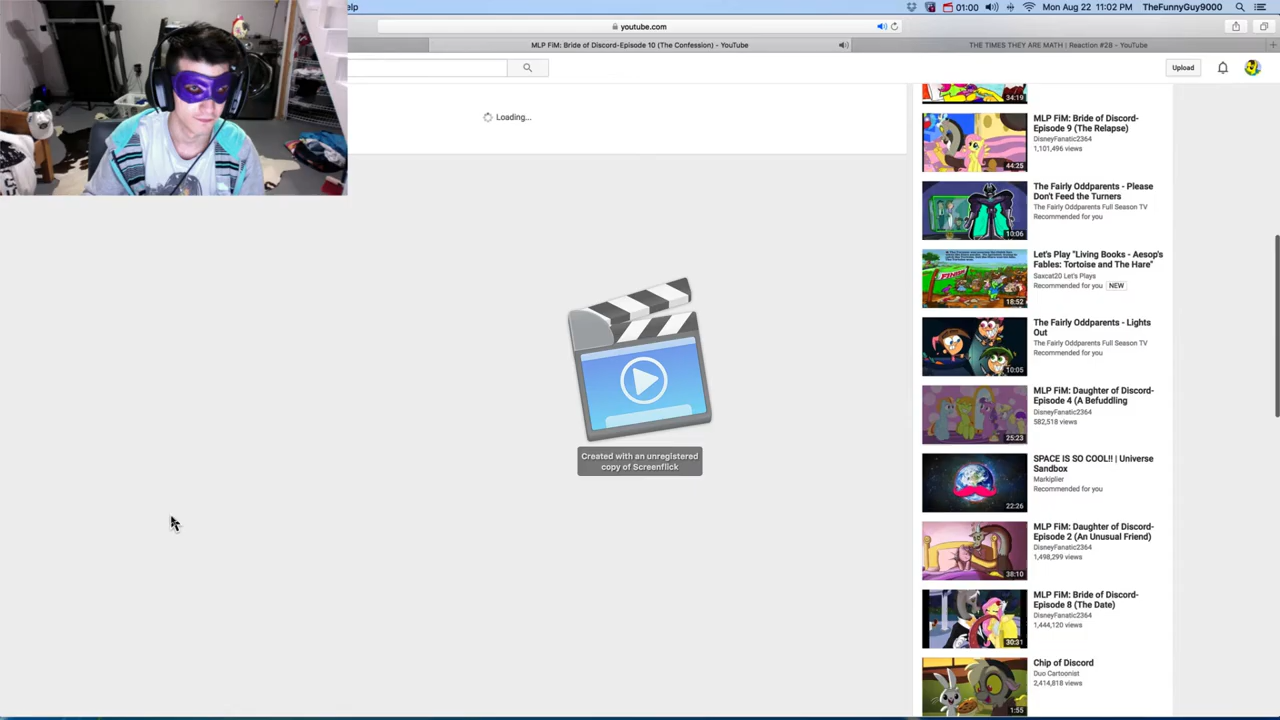 elp
01:00
Mon Aug 22 11:02 PM
TheFunnyGuy9000
youtube.com
MLP FiM: Bride of Discord-Episode 10 (The Confession) - YouTube
THE TIMES THEY ARE MATH | Reaction #28 - YouTube
Upload
Loading...
34:19
MLP FiM: Bride of Discord-
Episode 9 (The Relapse)
DisneyFanatic2364
1,101,496 views
44:25
The Fairly Oddparents - Please
Don't Feed the Turners
The Fairly Oddparents Full Season TV
Recommended for you
10:06
Let's Play "Living Books - Aesop's
Fables: Tortoise and The Hare"
Saxcat20 Let's Plays
Recommended for you NEW
18:52
The Fairly Oddparents - Lights
Out
The Fairly Oddparents Full Season TV
Recommended for you
10:05
MLP FiM: Daughter of Discord-
Episode 4 (A Befuddling
DisneyFanatic2364
582,518 views
25:23
SPACE IS SO COOL!! | Universe
Sandbox
Markiplier
Recommended for you
22:26
MLP FiM: Daughter of Discord-
Episode 2 (An Unusual Friend)
DisneyFanatic2364
1,498,299 views
38:10
MLP FiM: Bride of Discord-
Episode 8 (The Date)
DisneyFanatic2364
1,444,120 views
30:31
Chip of Discord
Duo Cartoonist
2,414,818 views
1:55
Created with an unregistered
copy of Screenflick